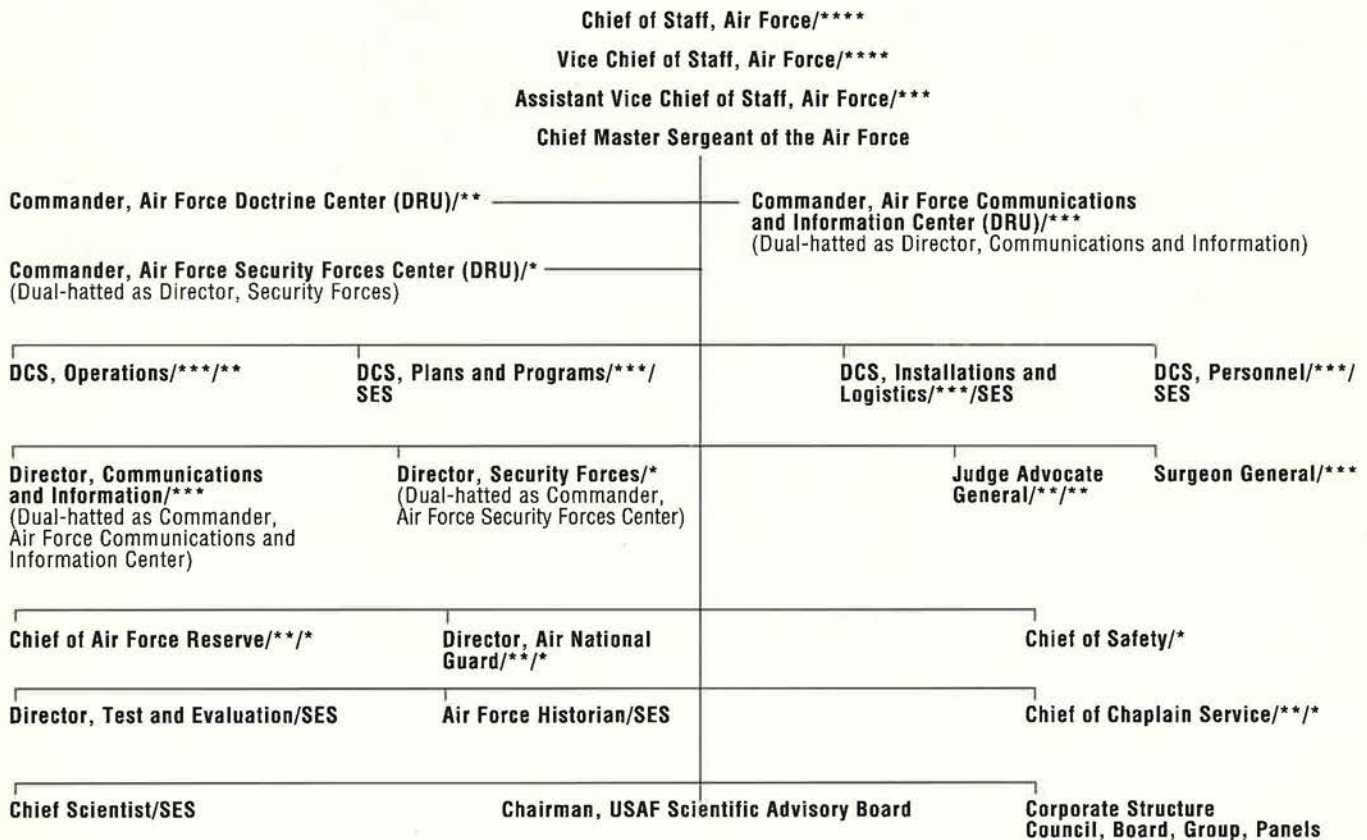 Chief of Staff, Air Force/****
Vice Chief of Staff, Air Force/****
Assistant Vice Chief of Staff, Air Force/***
Chief Master Sergeant of the Air Force
Commander, Air Force Doctrine Center (DRU)/**
Commander, Air Force Communications
and Information Center (DRU)/***
(Dual-hatted as Director, Communications and Information)
Commander, Air Force Security Forces Center (DRU)/*
(Dual-hatted as Director, Security Forces)
DCS, Operations/***/**
DCS, Plans and Programs/***/
SES
DCS, Installations and
Logistics/***/SES
DCS, Personnel/***/
SES
Director, Communications
and Information/***
(Dual-hatted as Commander,
Air Force Communications and
Information Center)
Director, Security Forces/*
(Dual-hatted as Commander,
Air Force Security Forces Center)
Judge Advocate
General/**/**
Surgeon General/***
Chief of Air Force Reserve/**/*
Director, Air National
Guard/**/*
Chief of Safety/*
Director, Test and Evaluation/SES
Air Force Historian/SES
Chief of Chaplain Service/**/*
Chief Scientist/SES
Chairman, USAF Scientific Advisory Board
Corporate Structure
Council, Board, Group, Panels